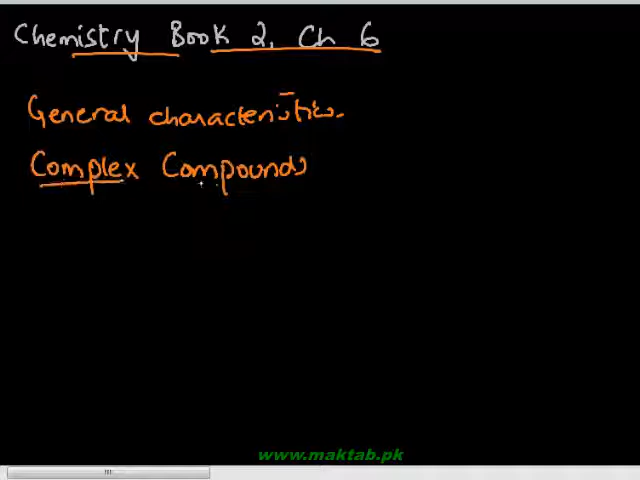 Chemistry Book 2, Ch 6
General characteristics.
Complex Compounds
www.maktab.pk